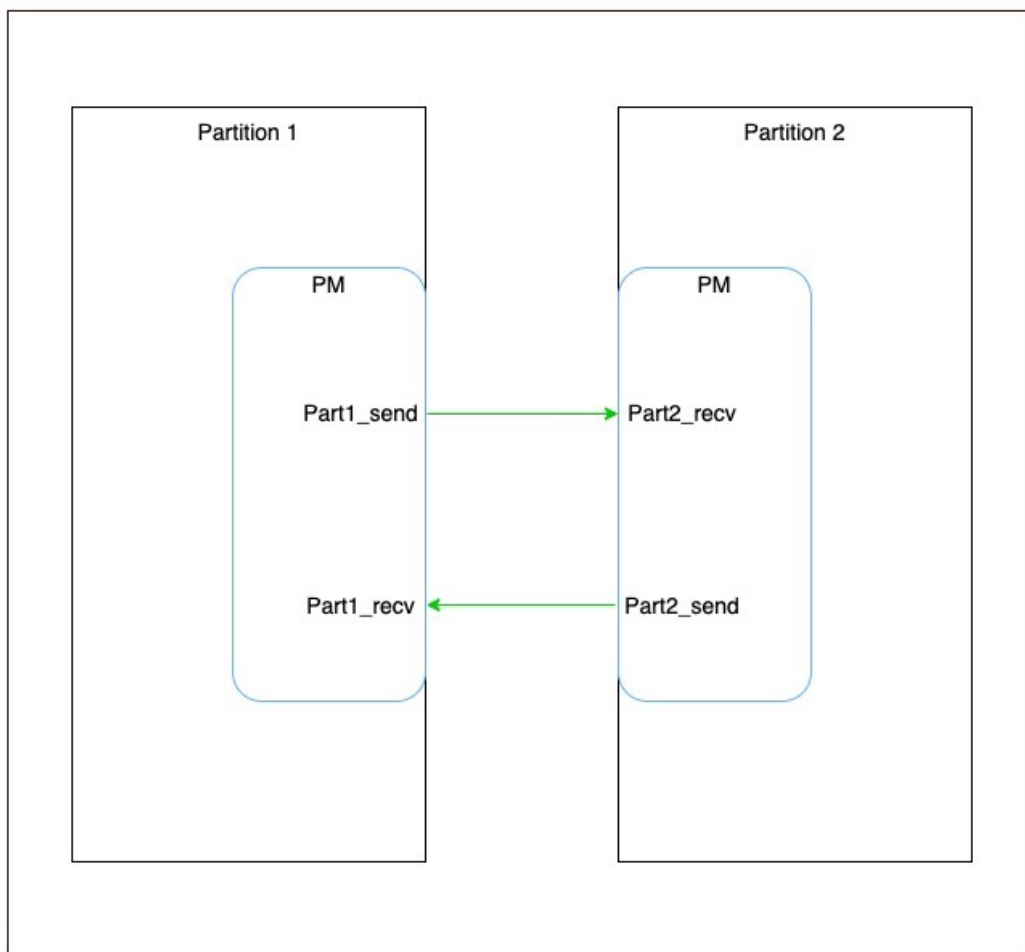 Partition 1
Partition 2
PM
PM
Part1_send
Part2_recv
Part1_recv
Part2_send